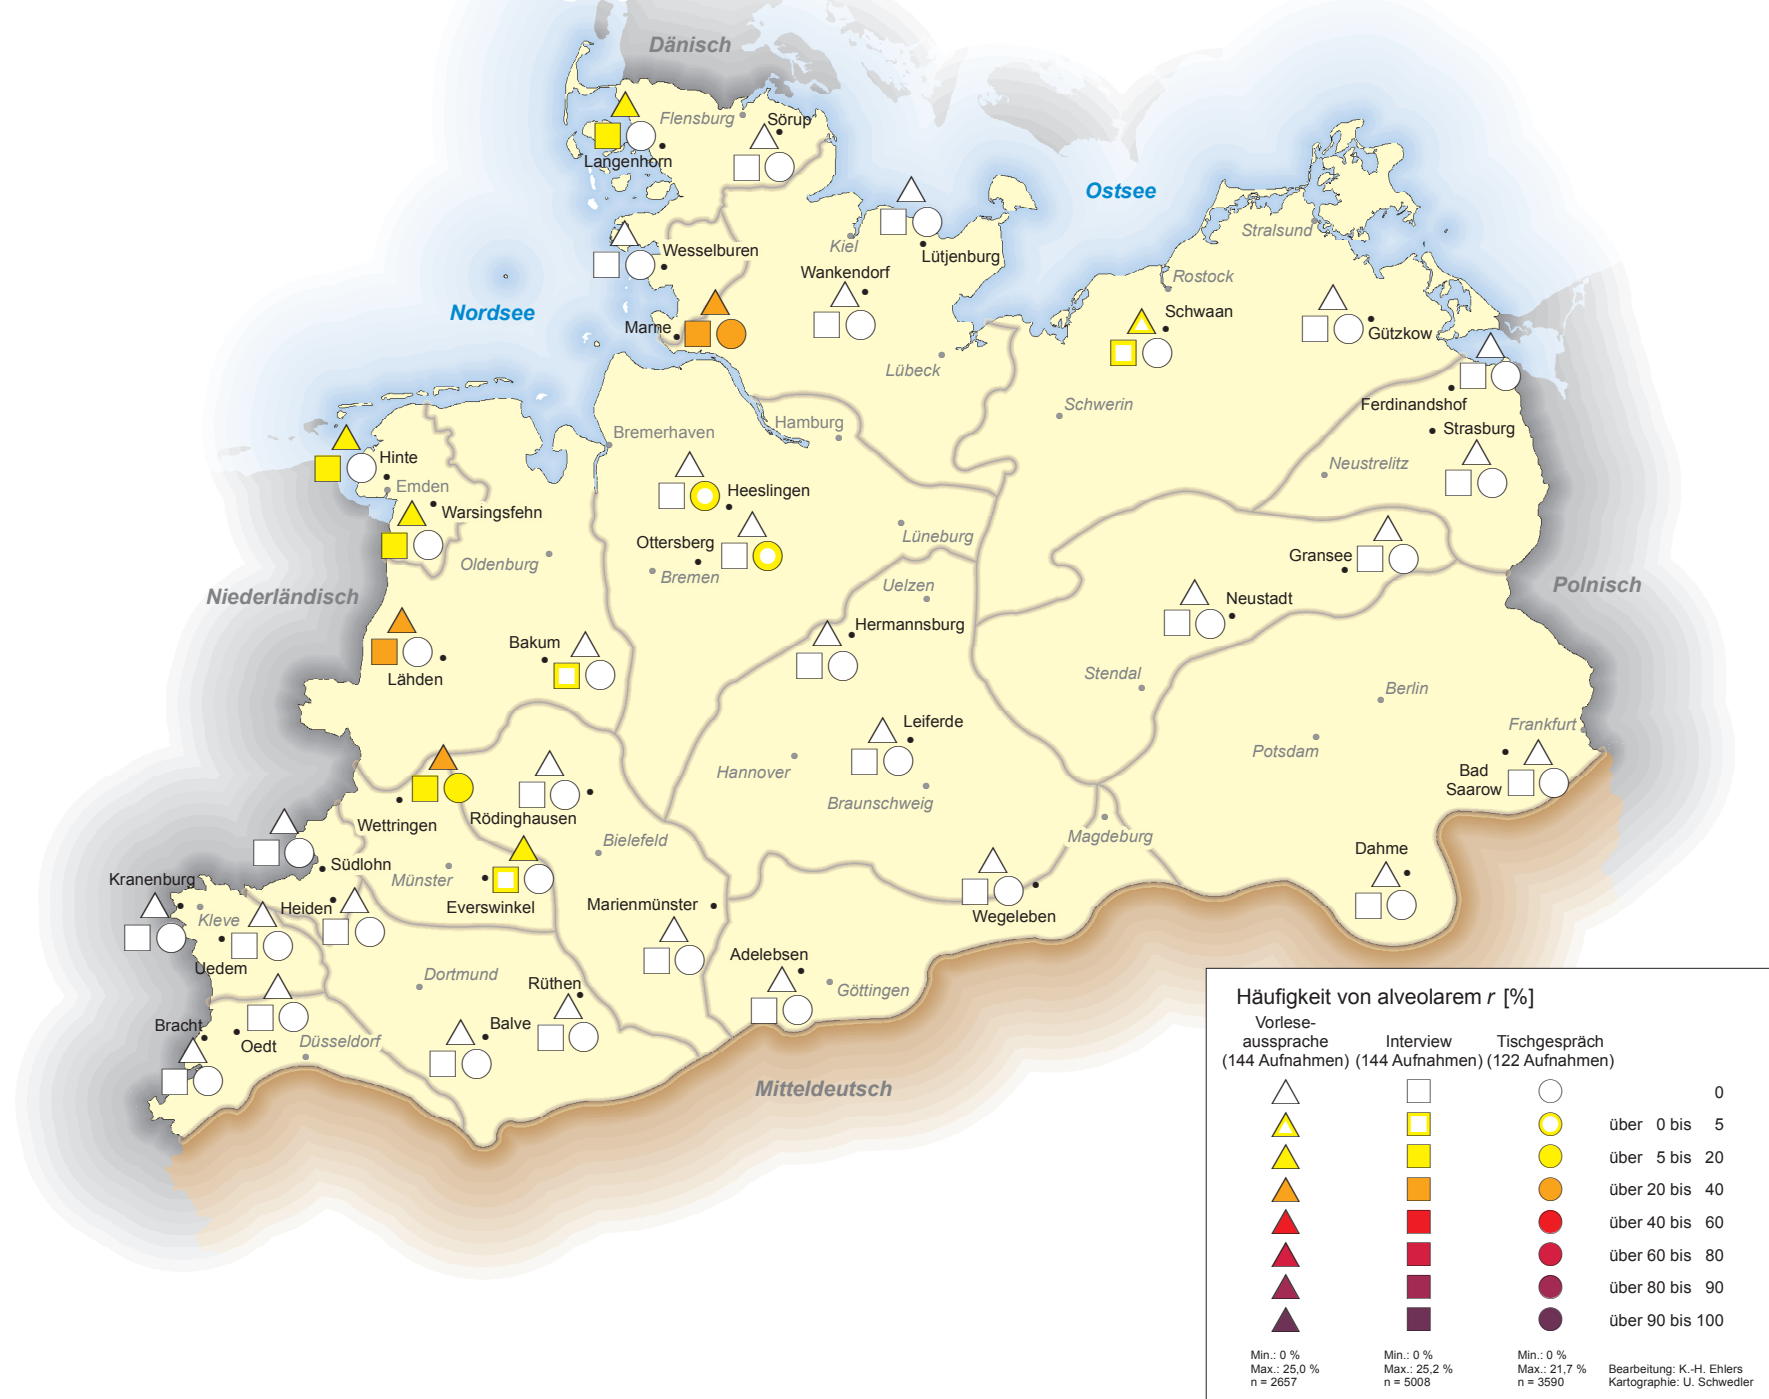 Dänisch
Flensburg
Sörup
Langenhorn
Ostsee
Stralsund
Kiel
Lütjenburg
Wesselburen
Wankendorf
Rostock
Nordsee
Schwaan
Marne
Gützkow
Lübeck
Schwerin
Ferdinandshof
Hamburg
Bremerhaven
Strasburg
Hinte
Neustrelitz
Emden
Heeslingen
Warsingsfehn
Lüneburg
Ottersberg
Gransee
Oldenburg
Bremen
Uelzen
Polnisch
Niederländisch
Neustadt
Hermannsburg
Bakum
Lähden
Stendal
Berlin
Leiferde
Frankfurt
Potsdam
Hannover
Bad
Saarow
Braunschweig
Wettringen
Rödinghausen
Magdeburg
Bielefeld
Dahme
Südlohn
Kranenburg
Münster
Heiden
Everswinkel
Marienmünster
Kleve
Wegeleben
Adelebsen
Uedem
Dortmund
Rüthen
Göttingen
Bracht
Balve
Oedt
Düsseldorf
Mitteldeutsch
Häufigkeit von alveolarem r [%]
Vorlese-
aussprache Interview Tischgespräch
(144 Aufnahmen) (144 Aufnahmen) (122 Aufnahmen)
0
über 0 bis 5
über 5 bis 20
über 20 bis 40
über 40 bis 60
über 60 bis 80
über 80 bis 90
über 90 bis 100
Min.: 0 % Min.: 0 % Min.: 0 %
Max.: 25,0 % Max.: 25,2 % Max.: 21,7 % Bearbeitung: K.-H. Ehlers
n = 2657 n = 5008 n = 3590 Kartographie: U. Schwedler